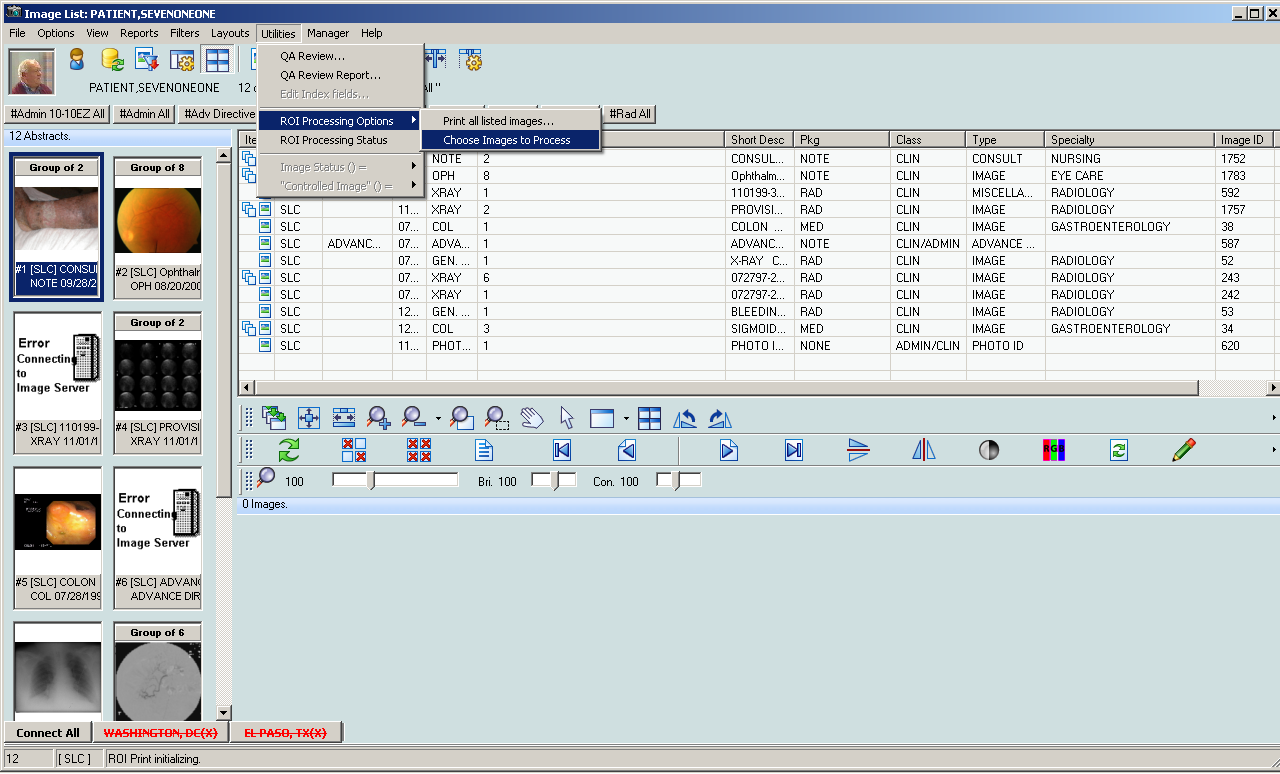 Image List: PATIENT,SEVENONEONE
File Options View Reports Filters Layouts Utilities Manager Help
QA Review...
QA Review Report...
Edit Index fields...
ROI Processing Options
ROI Processing Status
Image Status () =
"Controlled Image" () =
Print all listed images...
Choose Images to Process
PATIENT,SEVENONEONE 12
All "
#Admin 10-10EZ All #Admin All #Adv Directive #Rad All
12 Abstracts.
Short Desc Pkg Class Type Specialty Image ID
NOTE 2 CONSUL... NOTE CLIN CONSULT NURSING 1752
OPH 8 Ophthalm... NOTE CLIN IMAGE EYE CARE 1783
XRAY 1 110199-3... RAD CLIN MISCELLA... RADIOLOGY 592
SLC 11... XRAY 2 PROVISI... RAD CLIN IMAGE RADIOLOGY 1757
SLC 07... COL 1 COLON ... MED CLIN IMAGE GASTROENTEROLOGY 38
SLC ADVANC... 07... ADVA... 1 ADVANC... NOTE CLIN/ADMIN ADVANCE ... 587
SLC 07... GEN. ... 1 X-RAY C... RAD CLIN IMAGE RADIOLOGY 52
SLC 07... XRAY 6 072797-2... RAD CLIN IMAGE RADIOLOGY 243
SLC 07... XRAY 1 072797-2... RAD CLIN IMAGE RADIOLOGY 242
SLC 12... GEN. ... 1 BLEEDIN... RAD CLIN IMAGE RADIOLOGY 53
SLC 12... COL 3 SIGMOID... MED CLIN IMAGE GASTROENTEROLOGY 34
SLC 11... PHOT... 1 PHOTO I... NONE ADMIN/CLIN PHOTO ID 620
Group of 2
#1 [SLC] CONSUL
NOTE 09/28/2
Group of 8
#2 [SLC] Ophthalm
OPH 08/20/200
Error
Connecting
to
Image Server
#3 [SLC] 110199-
XRAY 11/01/1
Group of 2
#4 [SLC] PROVISI
XRAY 11/01/1
#5 [SLC] COLON
COL 07/28/199
Error
Connecting
to
Image Server
#6 [SLC] ADVANC
ADVANCE DIR
Group of 6
RGB
100 Bri. 100 Con. 100
0 Images.
Connect All WASHINGTON, DC(X) EL PASO, TX(X)
12 [ SLC ] ROI Print initializing.